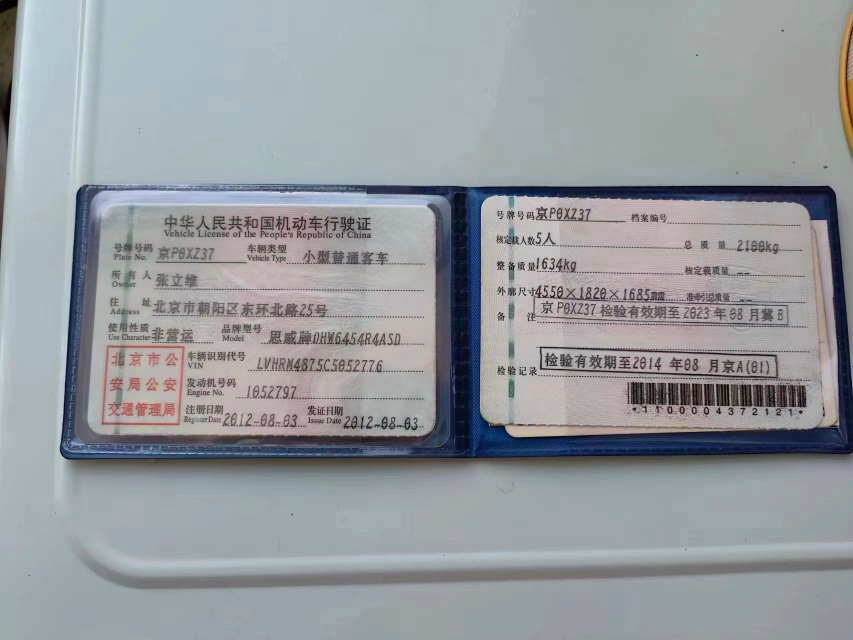 中华人民共和国机动车行驶证
Vehicle License of the People's Republic of China
号牌号码 京P0XZ37 车辆类型 小型普通客车
Plate No. Vehicle Type
所有人 张立维
Owner
住址 北京市朝阳区东环北路25号
Address
使用性质 非营运 品牌型号 思威牌DHW6454R4ASD
Use Character Model
北京市公
安局公安
交通管理局
车辆识别代号 LVHRM4875C5052776
VIN
发动机号码 1052797
Engine No.
注册日期 2012-08-03 发证日期 2012-08-03
Register Date Issue Date
号牌号码 京P0XZ37 档案编号
核定载人数 5人 总质量 2100kg
整备质量 1634kg 核定载质量 --
外廓尺寸 4550×1820×1685 准牵引总质量 --
备注 京P0XZ37 检验有效期至2023年08月冀B
检验记录 检验有效期至2014年08月京A(01)
*1100004372121*